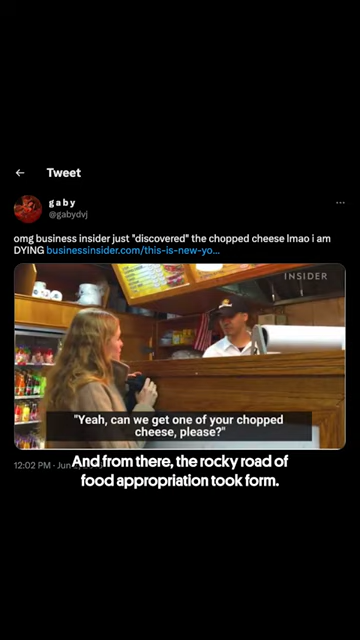 Tweet
g a b y
@gabydvj
omg business insider just "discovered" the chopped cheese lmao i am
DYING businessinsider.com/this-is-new-yo...
INSIDER
"Yeah, can we get one of your chopped
cheese, please?"
12:02 PM · Jun
And from there, the rocky road of
food appropriation took form.